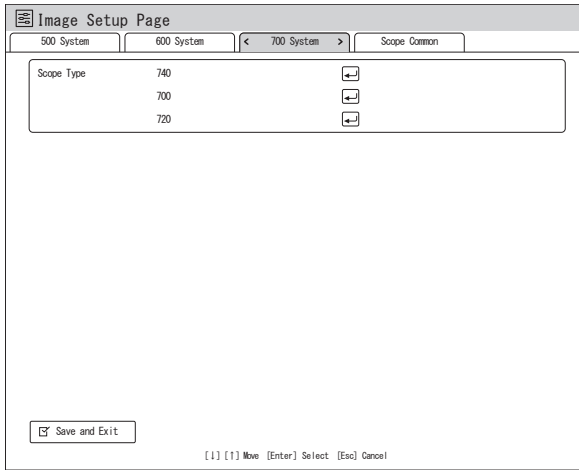 Image Setup Page
500 System 600 System < 700 System > Scope Common
Scope Type 740
700
720
Save and Exit
[↓] [↑] Move [Enter] Select [Esc] Cancel